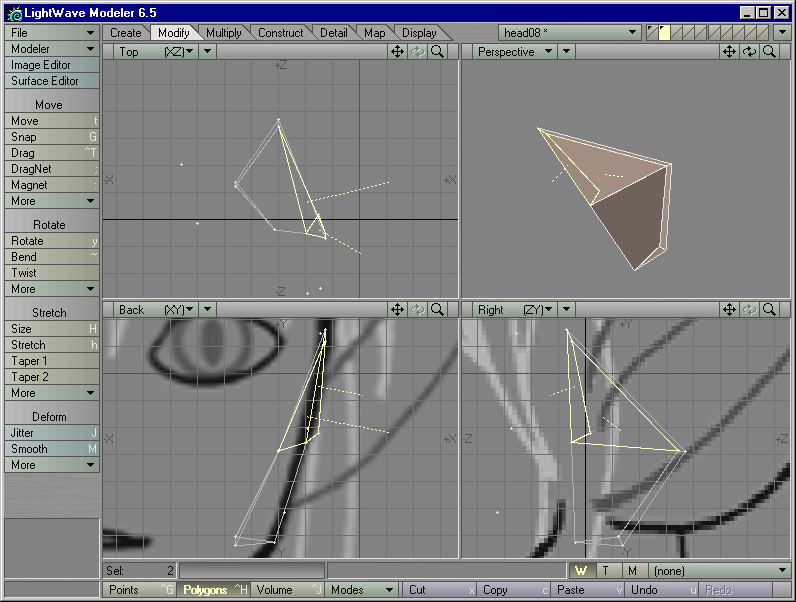 LightWave Modeler 6.5
File
Create Modify Multiply Construct Detail Map Display
head08 *
Modeler
Top (XZ)
Perspective
Image Editor
Surface Editor
+Z
Move
Move t
Snap G
Drag ^T
DragNet ;
Magnet :
More
-X +X
Rotate
Rotate y
Bend ~
Twist
More
-Z
Back (XY)
Right (ZY)
Stretch
+Y
+Y
Size H
Stretch h
Taper 1
Taper 2
More
Deform
Jitter J
Smooth M
More
-X +X
-Z +Z
-Y
-Y
Sel: 2
W T M (none)
Points ^G Polygons ^H Volume ^J Modes Cut x Copy c Paste v Undo u Redo